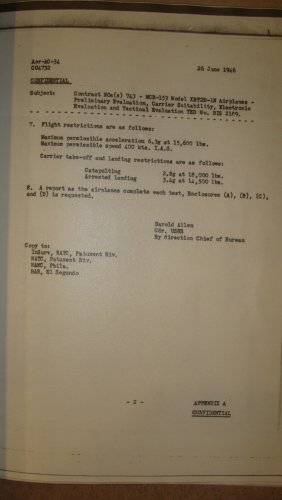 Aer-AC-34
004732
26 June 1946
CONFIDENTIAL
Subject: Contract NOa(s) 743 - MCR-153 Model XBT2D-1N Airplanes -
Preliminary Evaluation, Carrier Suitability, Electronic
Evaluation and Tactical Evaluation TED No. BIS 2169.
7. Flight restrictions are as follows:
Maximum permissible acceleration 6.3g at 15,600 lbs.
Maximum permissible speed 400 kts. I.A.S.
Carrier take-off and landing restrictions are as follows:
Catapulting 2.8g at 18,000 lbs.
Arrested landing 3.4g at 14,500 lbs.
8. A report as the airplanes complete each test, Enclosures (A), (B), (C),
and (D) is requested.
Harold Allen
Cdr. USNR
By direction Chief of Bureau
Copy to:
InSurv, NATC, Patuxent Riv.
NATC, Patuxent Riv.
NAMC, Phila.
BAR, El Segundo
- 2 -
APPENDIX A
CONFIDENTIAL